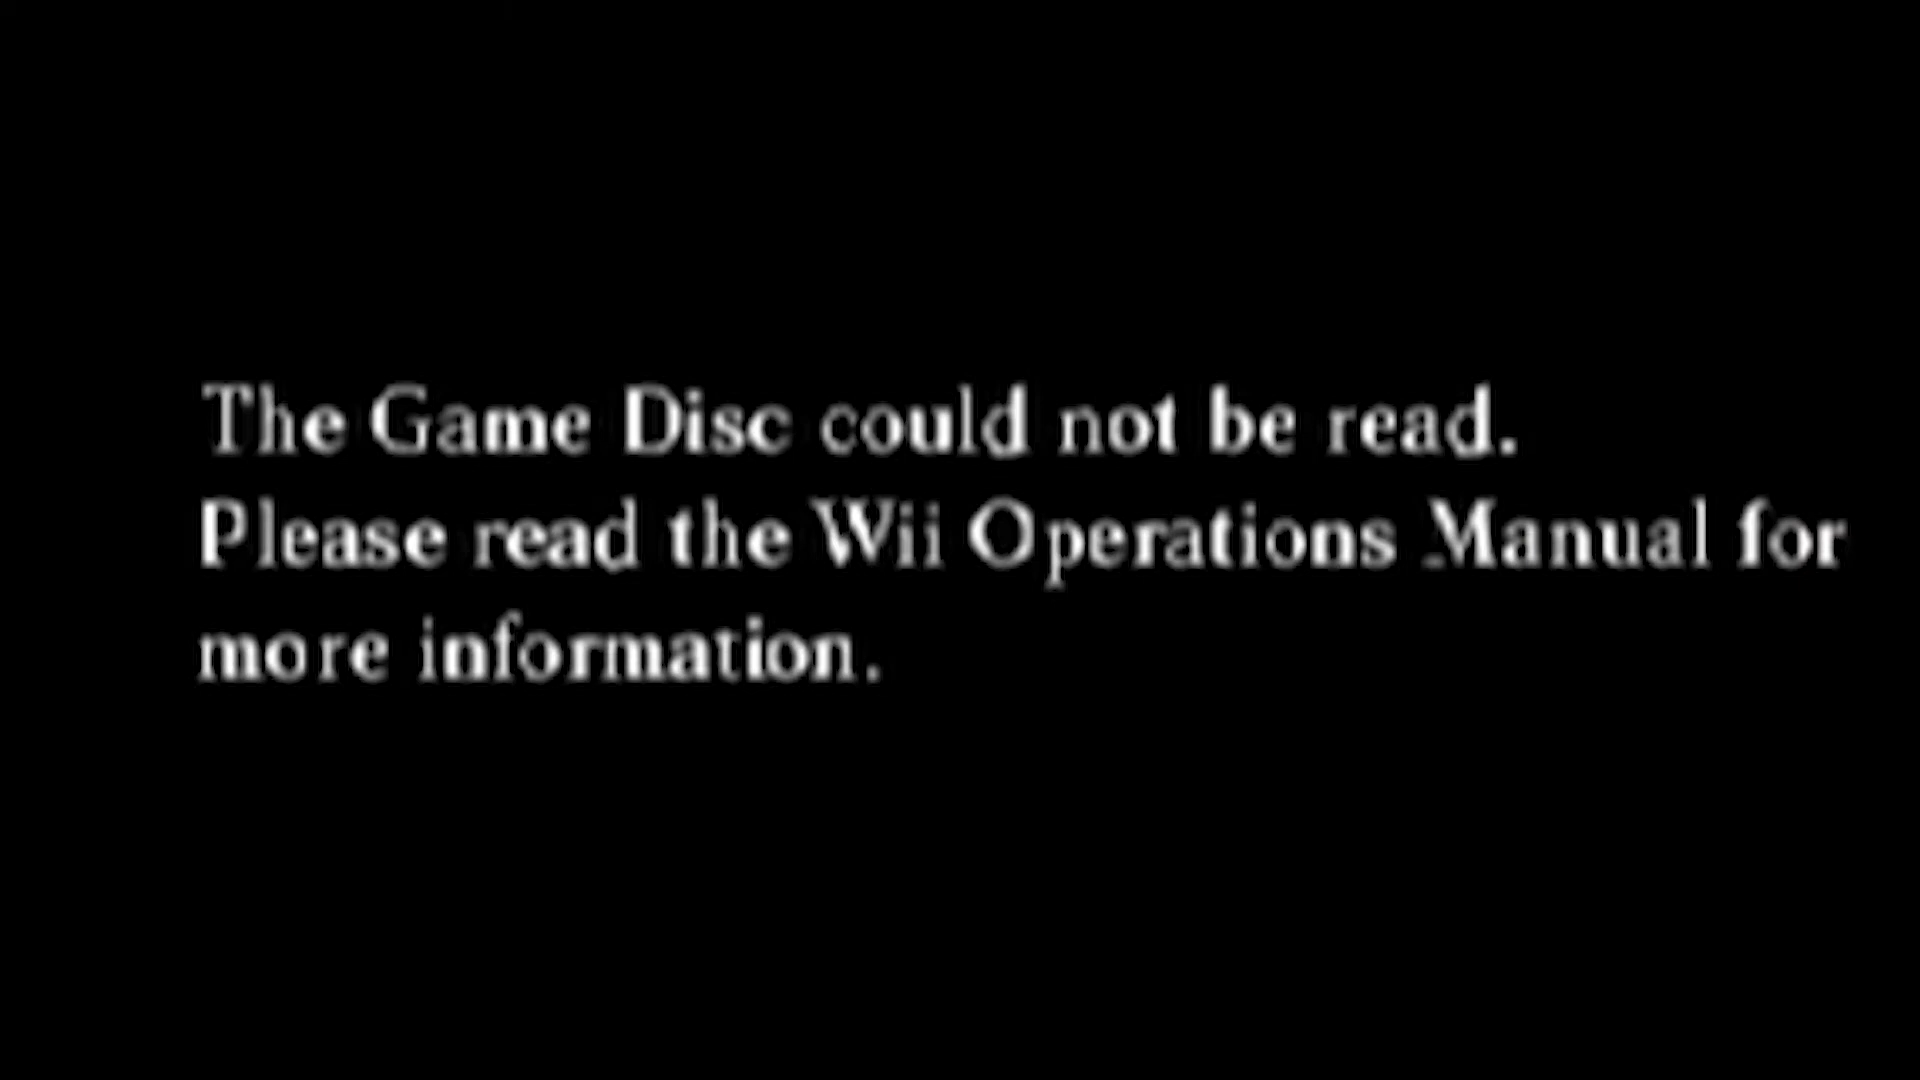 The Game Disc could not be read.
Please read the Wii Operations Manual for
more information.